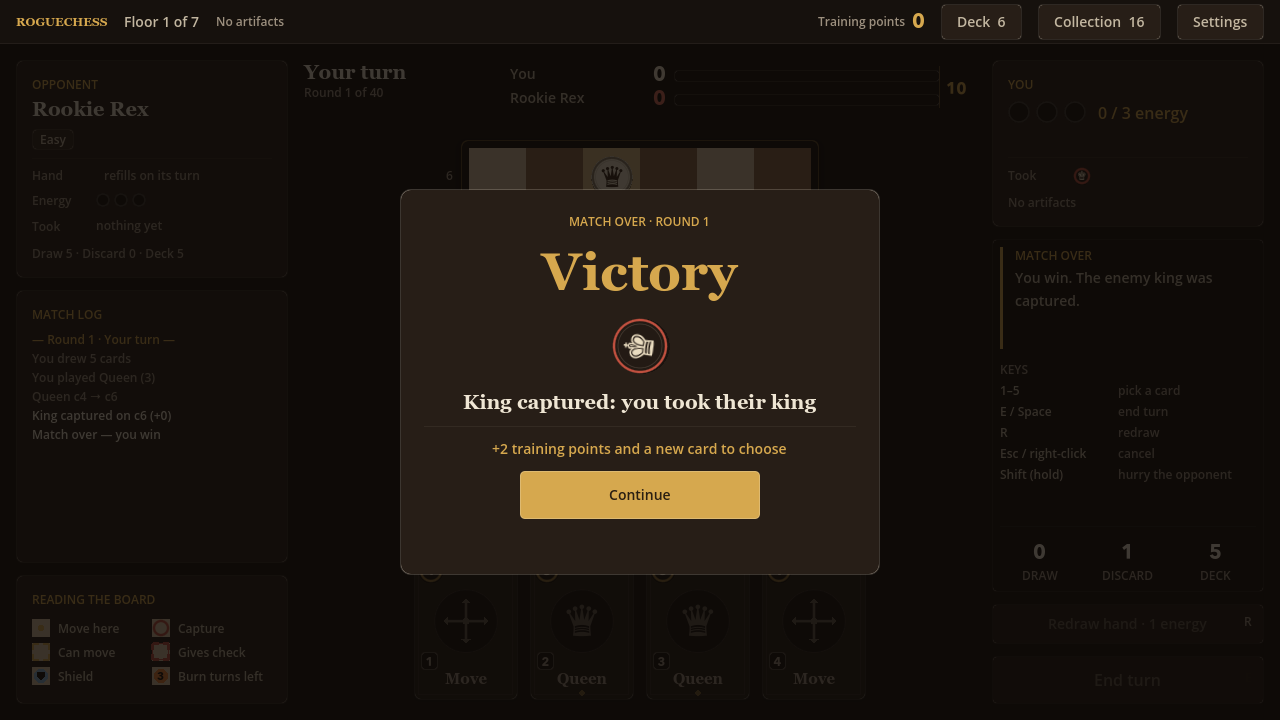 ROGUECHESS
Floor 1 of 7
No artifacts
Training points 0
Deck 6
Collection 16
Settings
OPPONENT
Rookie Rex
Easy
Hand refills on its turn
Energy
Took nothing yet
Draw 5 · Discard 0 · Deck 5
MATCH LOG
— Round 1 · Your turn —
You drew 5 cards
You played Queen (3)
Queen c4 → c6
King captured on c6 (+0)
Match over — you win
READING THE BOARD
Move here
Capture
Can move
Gives check
Shield
3 Burn turns left
Your turn
Round 1 of 40
You 0
Rookie Rex 0
10
6
MATCH OVER · ROUND 1
Victory
King captured: you took their king
+2 training points and a new card to choose
Continue
1 Move
2 Queen
3 Queen
4 Move
YOU
0 / 3 energy
Took
No artifacts
MATCH OVER
You win. The enemy king was
captured.
KEYS
1–5 pick a card
E / Space end turn
R redraw
Esc / right-click cancel
Shift (hold) hurry the opponent
0 1 5
DRAW DISCARD DECK
Redraw hand · 1 energy R
End turn